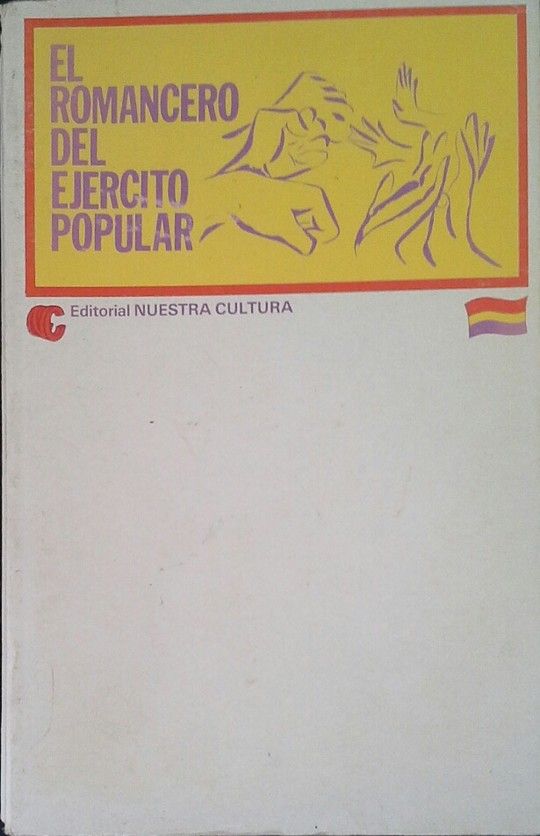 EL
ROMANCERO
DEL
EJERCITO
POPULAR
Editorial NUESTRA CULTURA